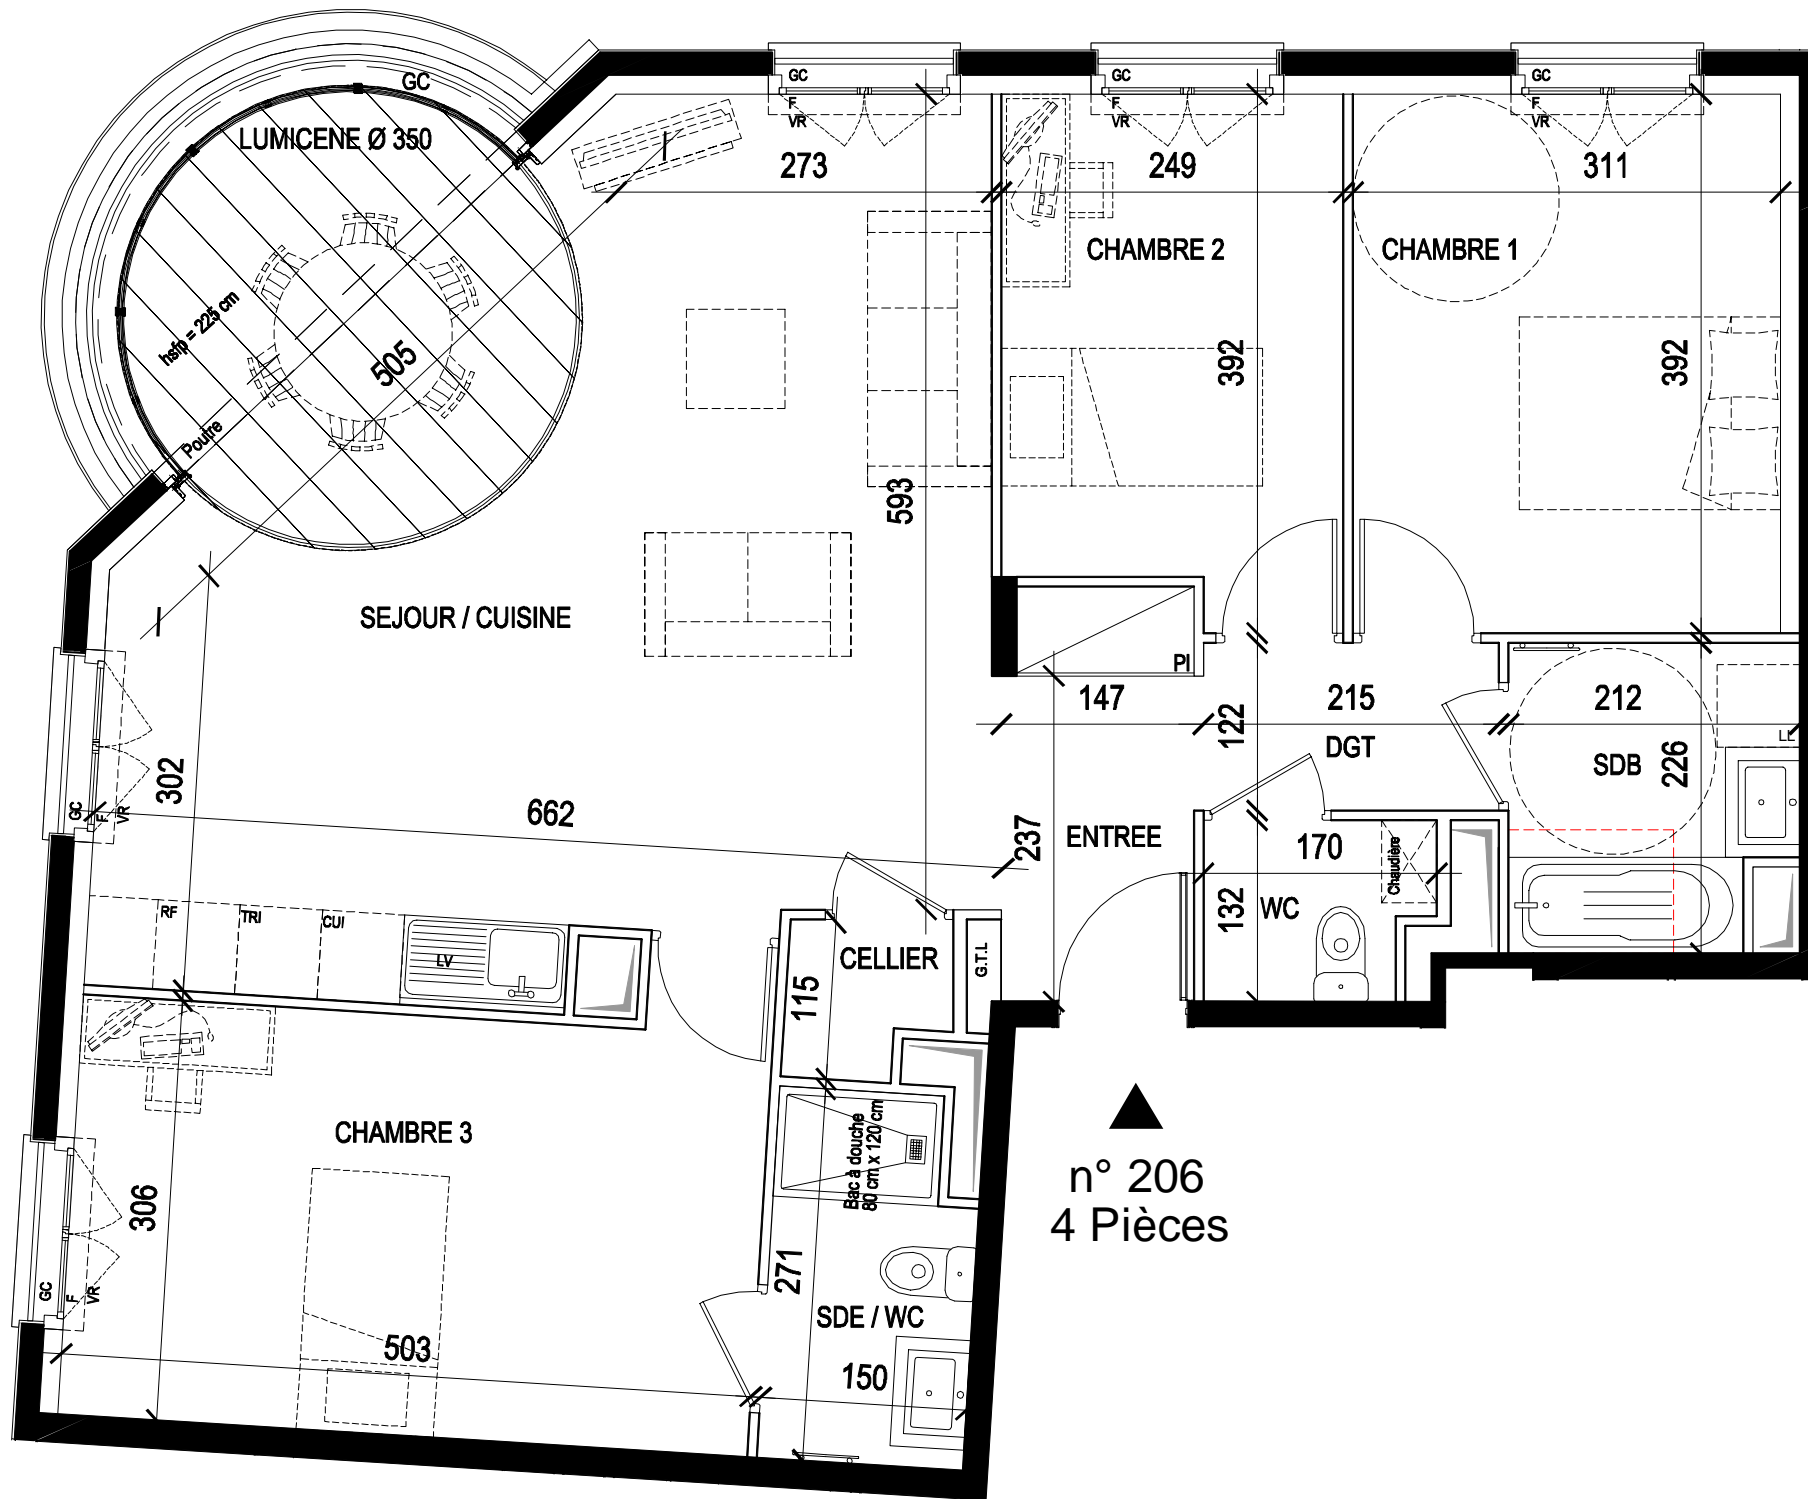 GC
LUMICENE Ø 350
hsfp = 225 cm
505
Poutre
GC
F
VR
273
GC
F
VR
249
GC
F
VR
311
CHAMBRE 2
CHAMBRE 1
392
392
593
SEJOUR / CUISINE
PI
147
122
215
DGT
212
SDB
226
LL
302
GC
F
VR
662
237
ENTREE
170
Chaudière
132
WC
RF
TRI
CUI
LV
CELLIER
G.T.L
115
CHAMBRE 3
Bac à douche
80 cm x 120 cm
306
GC
F
VR
271
SDE / WC
503
150
n° 206
4 Pièces